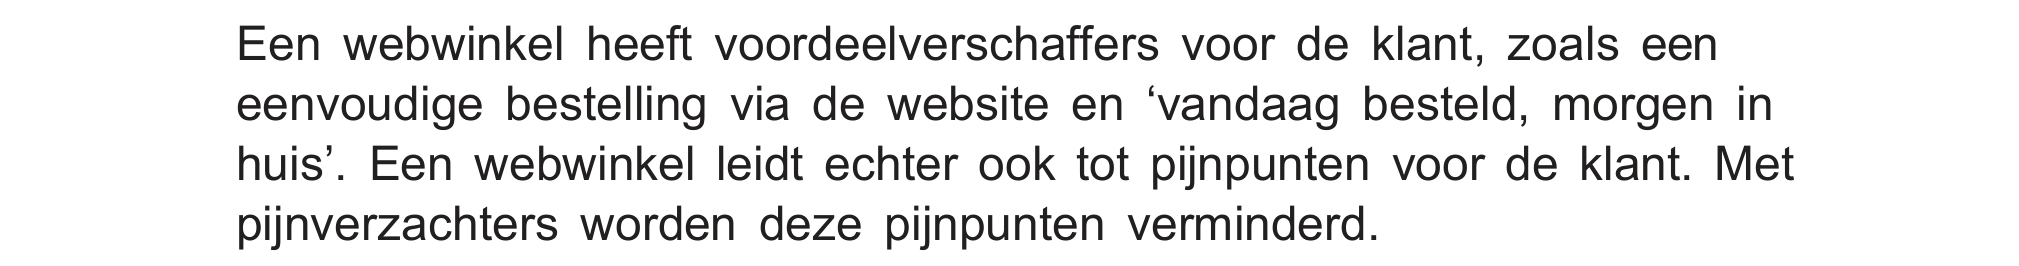 Een webwinkel heeft voordeelverschaffers voor de klant, zoals een
eenvoudige bestelling via de website en ‘vandaag besteld, morgen in
huis’. Een webwinkel leidt echter ook tot pijnpunten voor de klant. Met
pijnverzachters worden deze pijnpunten verminderd.